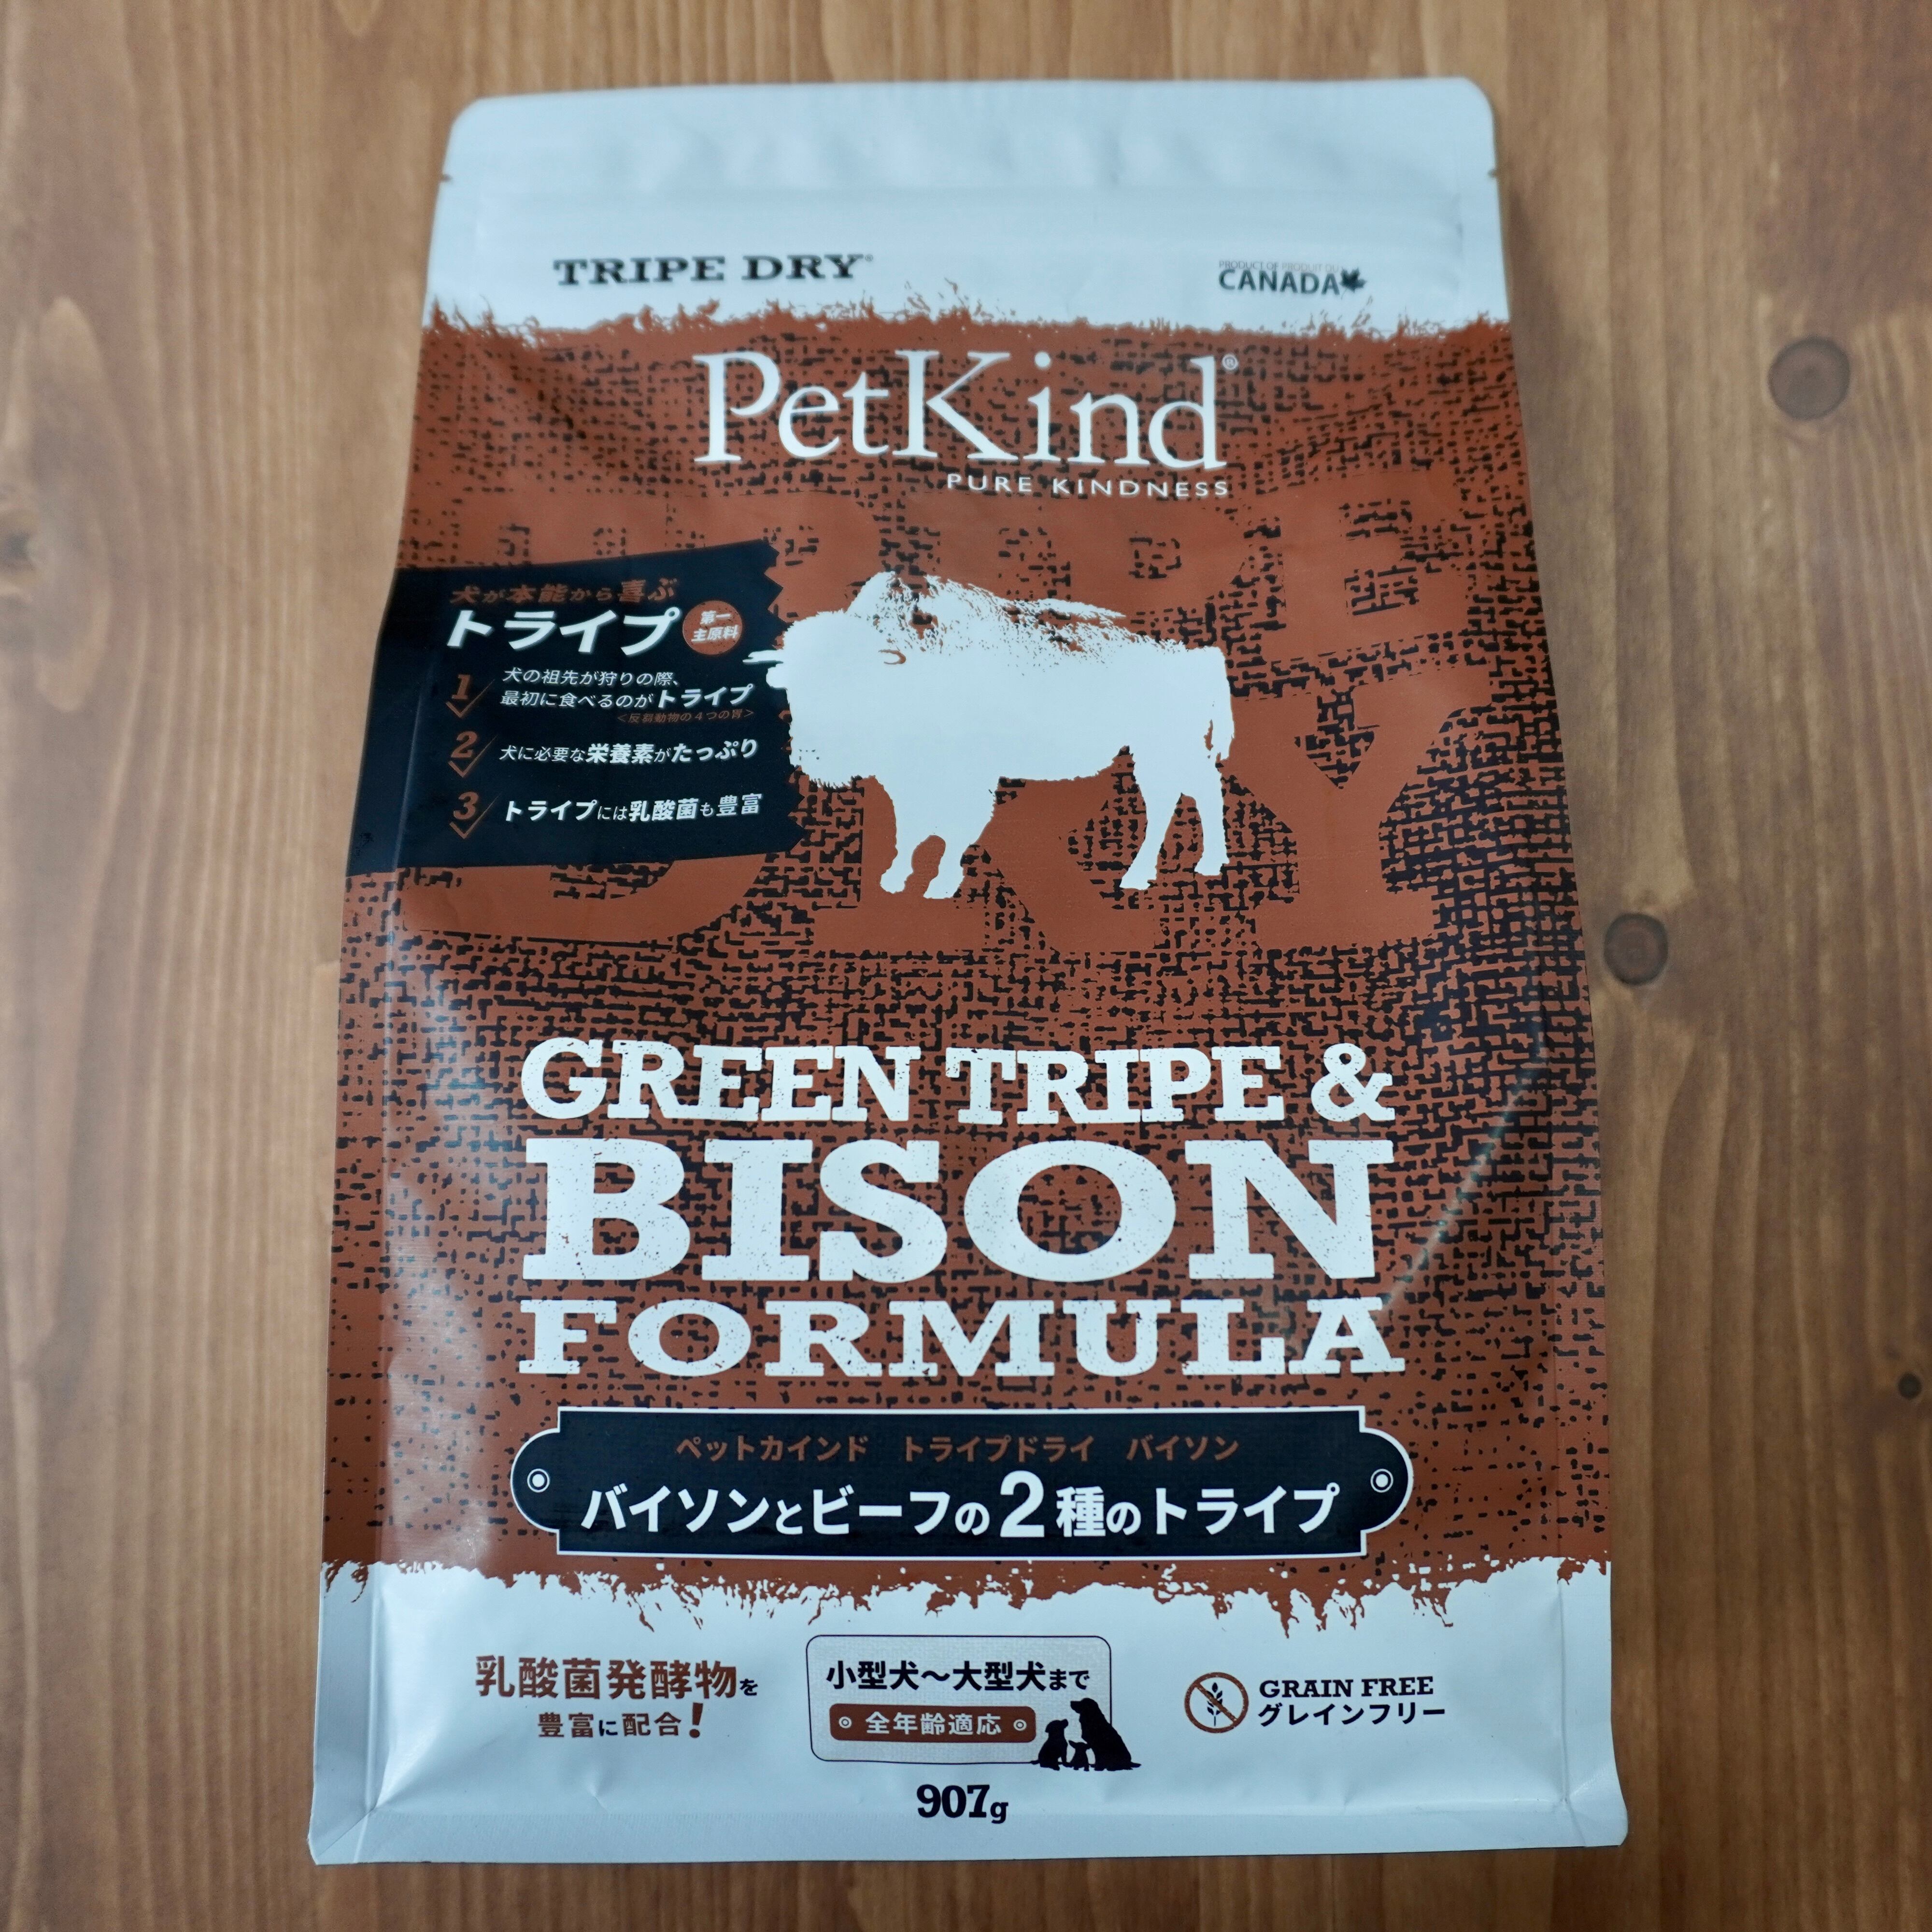 TRIPE DRY®
PRODUCT OF PRODUIT DU
CANADA
PetKind®
PURE KINDNESS
TRIPE
DRY
犬が本能から喜ぶ
トライプ
第一
主原料
1 犬の祖先が狩りの際、
最初に食べるのがトライプ
<反芻動物の4つの胃>
2 犬に必要な栄養素がたっぷり
3 トライプには乳酸菌も豊富
GREEN TRIPE &
BISON
FORMULA
ペットカインド トライプドライ バイソン
バイソンとビーフの2種のトライプ
乳酸菌発酵物を
豊富に配合!
小型犬〜大型犬まで
全年齢適応
GRAIN FREE
グレインフリー
907g